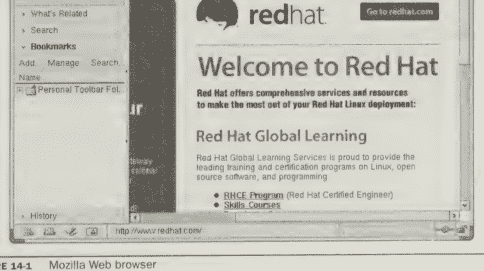 What's Related
Search
Bookmarks
Add. Manage Search.
Name
Personal Toolbar Fol.
History
redhat.
Go to redhat.com
Welcome to Red Hat
Red Hat offers comprehensive services and resources
to make the most out of your Red Hat Linux deployment:
Red Hat Global Learning
Red Hat Global Learning Services is proud to provide the
leading training and certification programs on Linux, open
source software, and programming
RHCE Program (Red Hat Certified Engineer)
Skills Courses
http://www.redhat.com/
RE 14-1 Mozilla Web browser